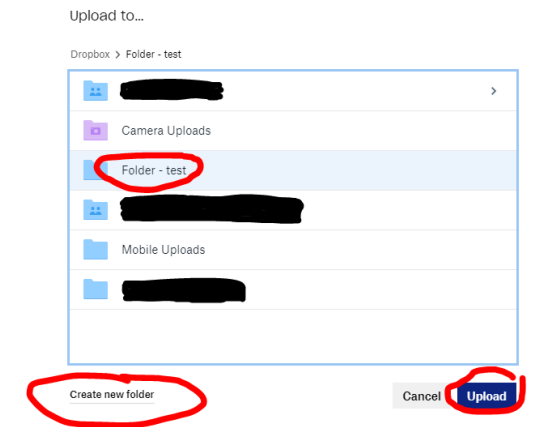 Upload to...
Dropbox > Folder - test
Camera Uploads
Folder - test
Mobile Uploads
Create new folder
Cancel Upload